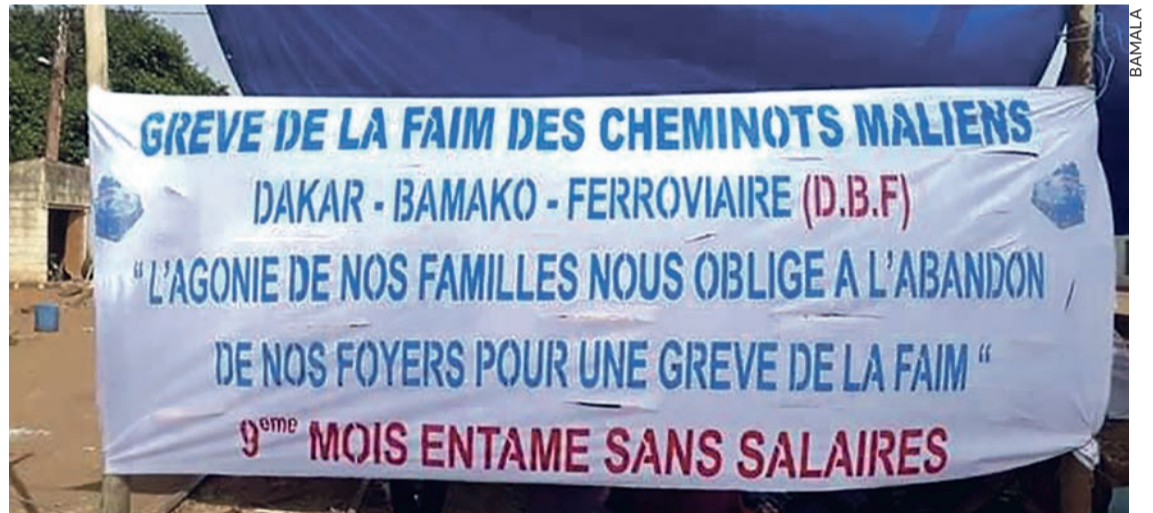 GREVE DE LA FAIM DES CHEMINOTS MALIENS
DAKAR - BAMAKO - FERROVIAIRE (D.B.F)
" L'AGONIE DE NOS FAMILLES NOUS OBLIGE A L'ABANDON
DE NOS FOYERS POUR UNE GREVE DE LA FAIM "
9eme MOIS ENTAME SANS SALAIRES
BAMALA